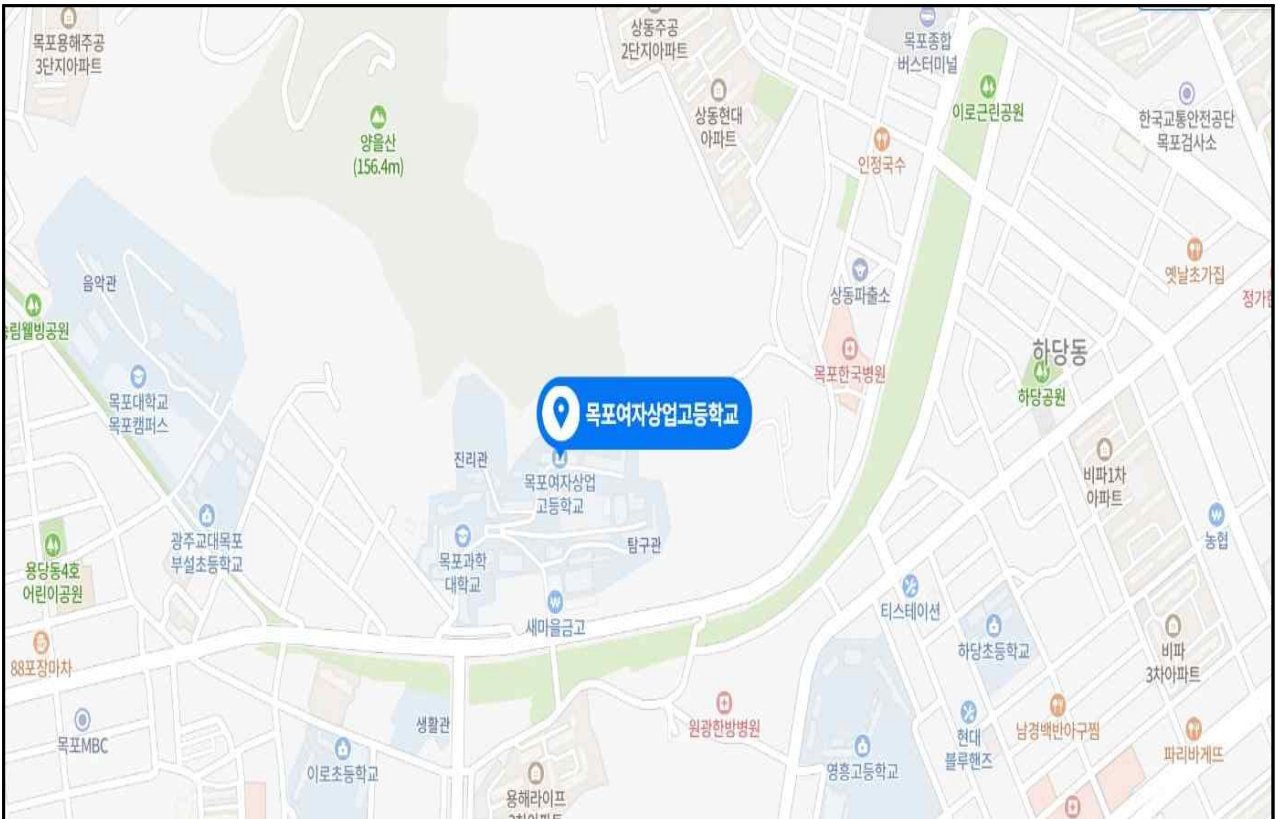 목포용해주공
3단지아파트
상동주공
2단지아파트
목포종합
버스터미널
이로근린공원
한국교통안전공단
목포검사소
상동현대
아파트
양을산
(156.4m)
인정국수
옛날초가집
음악관
상동파출소
정가
림웰빙공원
하당동
하당공원
목포한국병원
목포대학교
목포캠퍼스
목포여자상업고등학교
진리관
목포여자상업
고등학교
비파1차
아파트
농협
광주교대목포
부설초등학교
탐구관
목포과학
대학교
용당동4호
어린이공원
새마을금고
티스테이션
하당초등학교
비파
3차아파트
88포장마차
원광한방병원
남경백반아구찜
목포MBC
생활관
현대
블루핸즈
파리바게뜨
이로초등학교
영흥고등학교
용해라이프